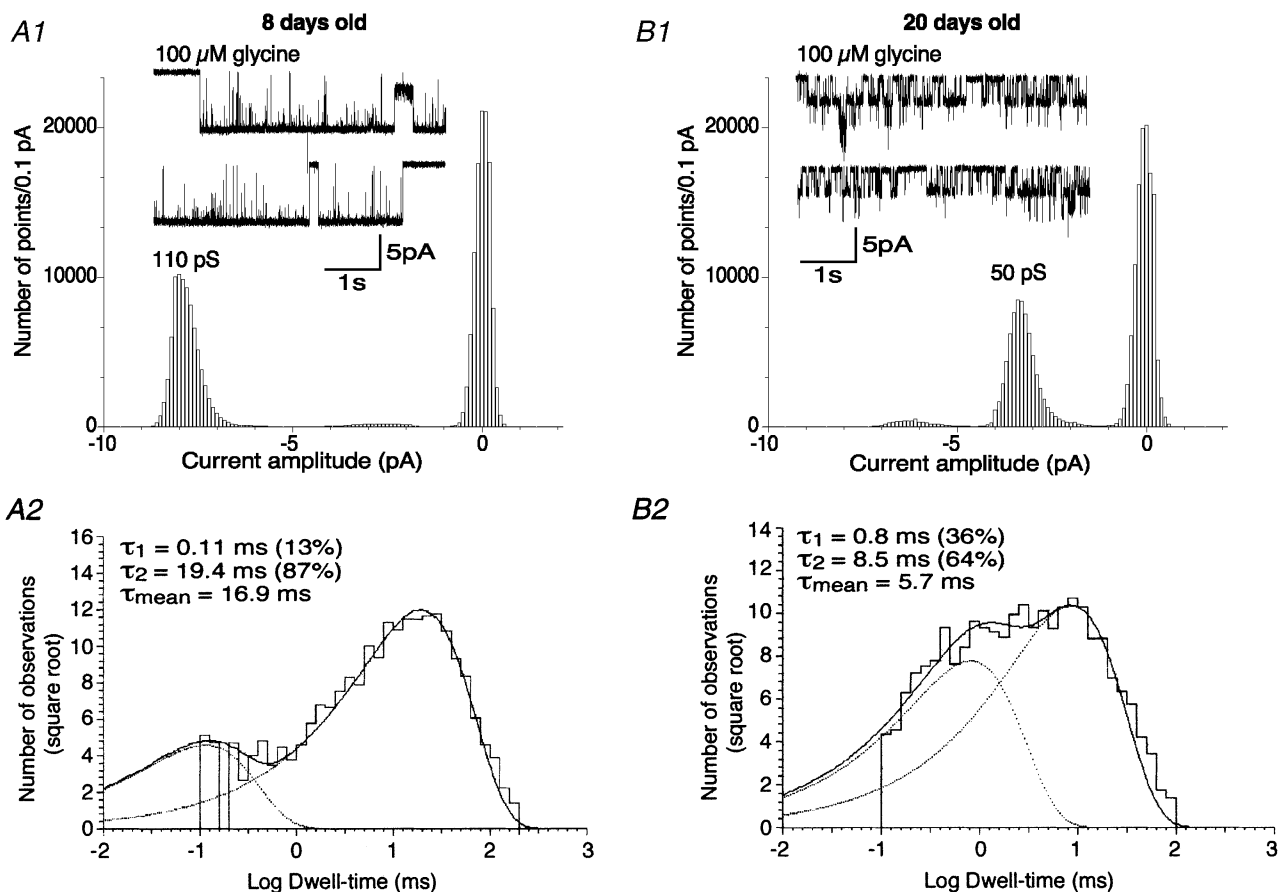 A1
8 days old
100 μM glycine
20000
10000
0
Number of points/0.1 pA
110 pS
5pA
1s
-10
-5
0
Current amplitude (pA)
B1
20 days old
100 μM glycine
20000
10000
0
Number of points/0.1 pA
50 pS
5pA
1s
-10
-5
0
Current amplitude (pA)
A2
τ1 = 0.11 ms (13%)
τ2 = 19.4 ms (87%)
τmean = 16.9 ms
16
14
12
10
8
6
4
2
0
Number of observations
(square root)
-2
-1
0
1
2
3
Log Dwell-time (ms)
B2
τ1 = 0.8 ms (36%)
τ2 = 8.5 ms (64%)
τmean = 5.7 ms
14
12
10
8
6
4
2
0
Number of observations
(square root)
-2
-1
0
1
2
3
Log Dwell-time (ms)